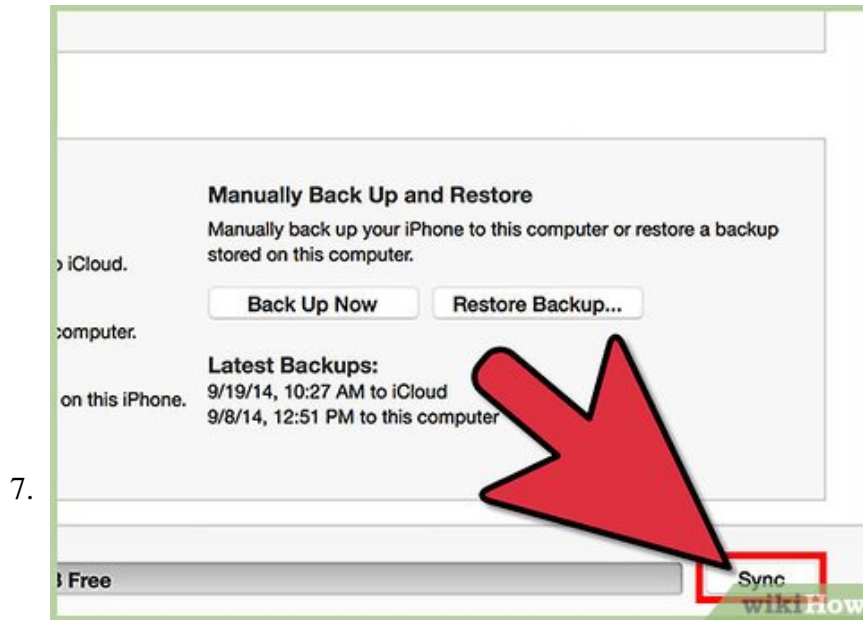 Manually Back Up and Restore
Manually back up your iPhone to this computer or restore a backup
stored on this computer.
o iCloud.
Back Up Now Restore Backup...
computer.
Latest Backups:
on this iPhone. 9/19/14, 10:27 AM to iCloud
9/8/14, 12:51 PM to this computer
7.
B Free
Sync
wikiHow